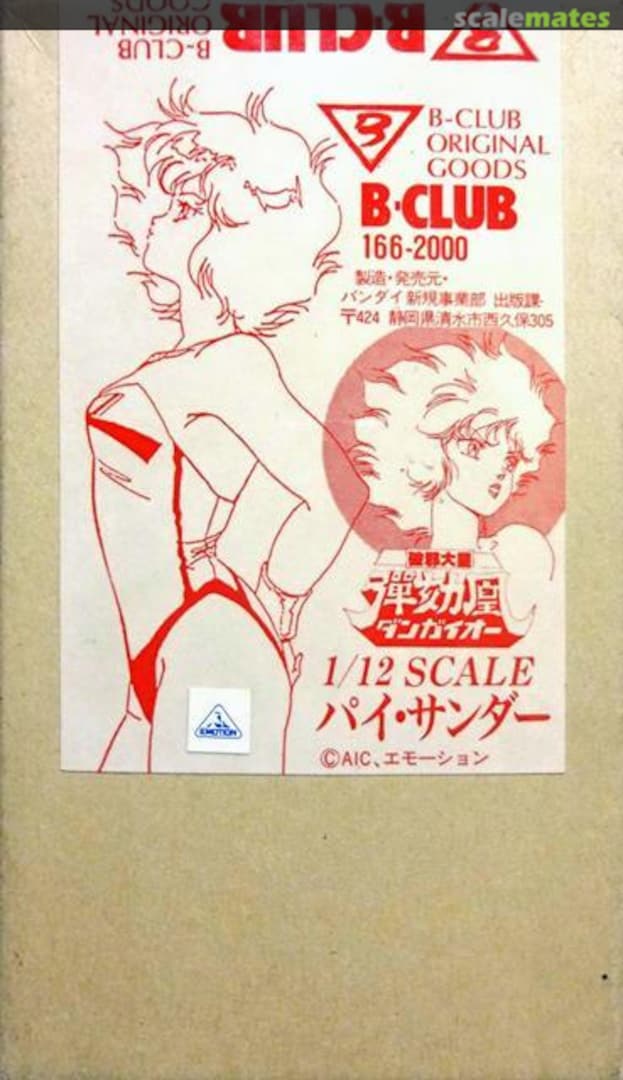 scalemates
B-CLUB
ORIGINAL
GOODS
B·CLUB
B-CLUB
ORIGINAL
GOODS
B·CLUB
166-2000
製造・発売元・
バンダイ新規事業部 出版課・
〒424 静岡県清水市西久保305
破邪大星
弾劾凰
ダンガイオー
1/12 SCALE
パイ・サンダー
EMOTION
©AIC、エモーション